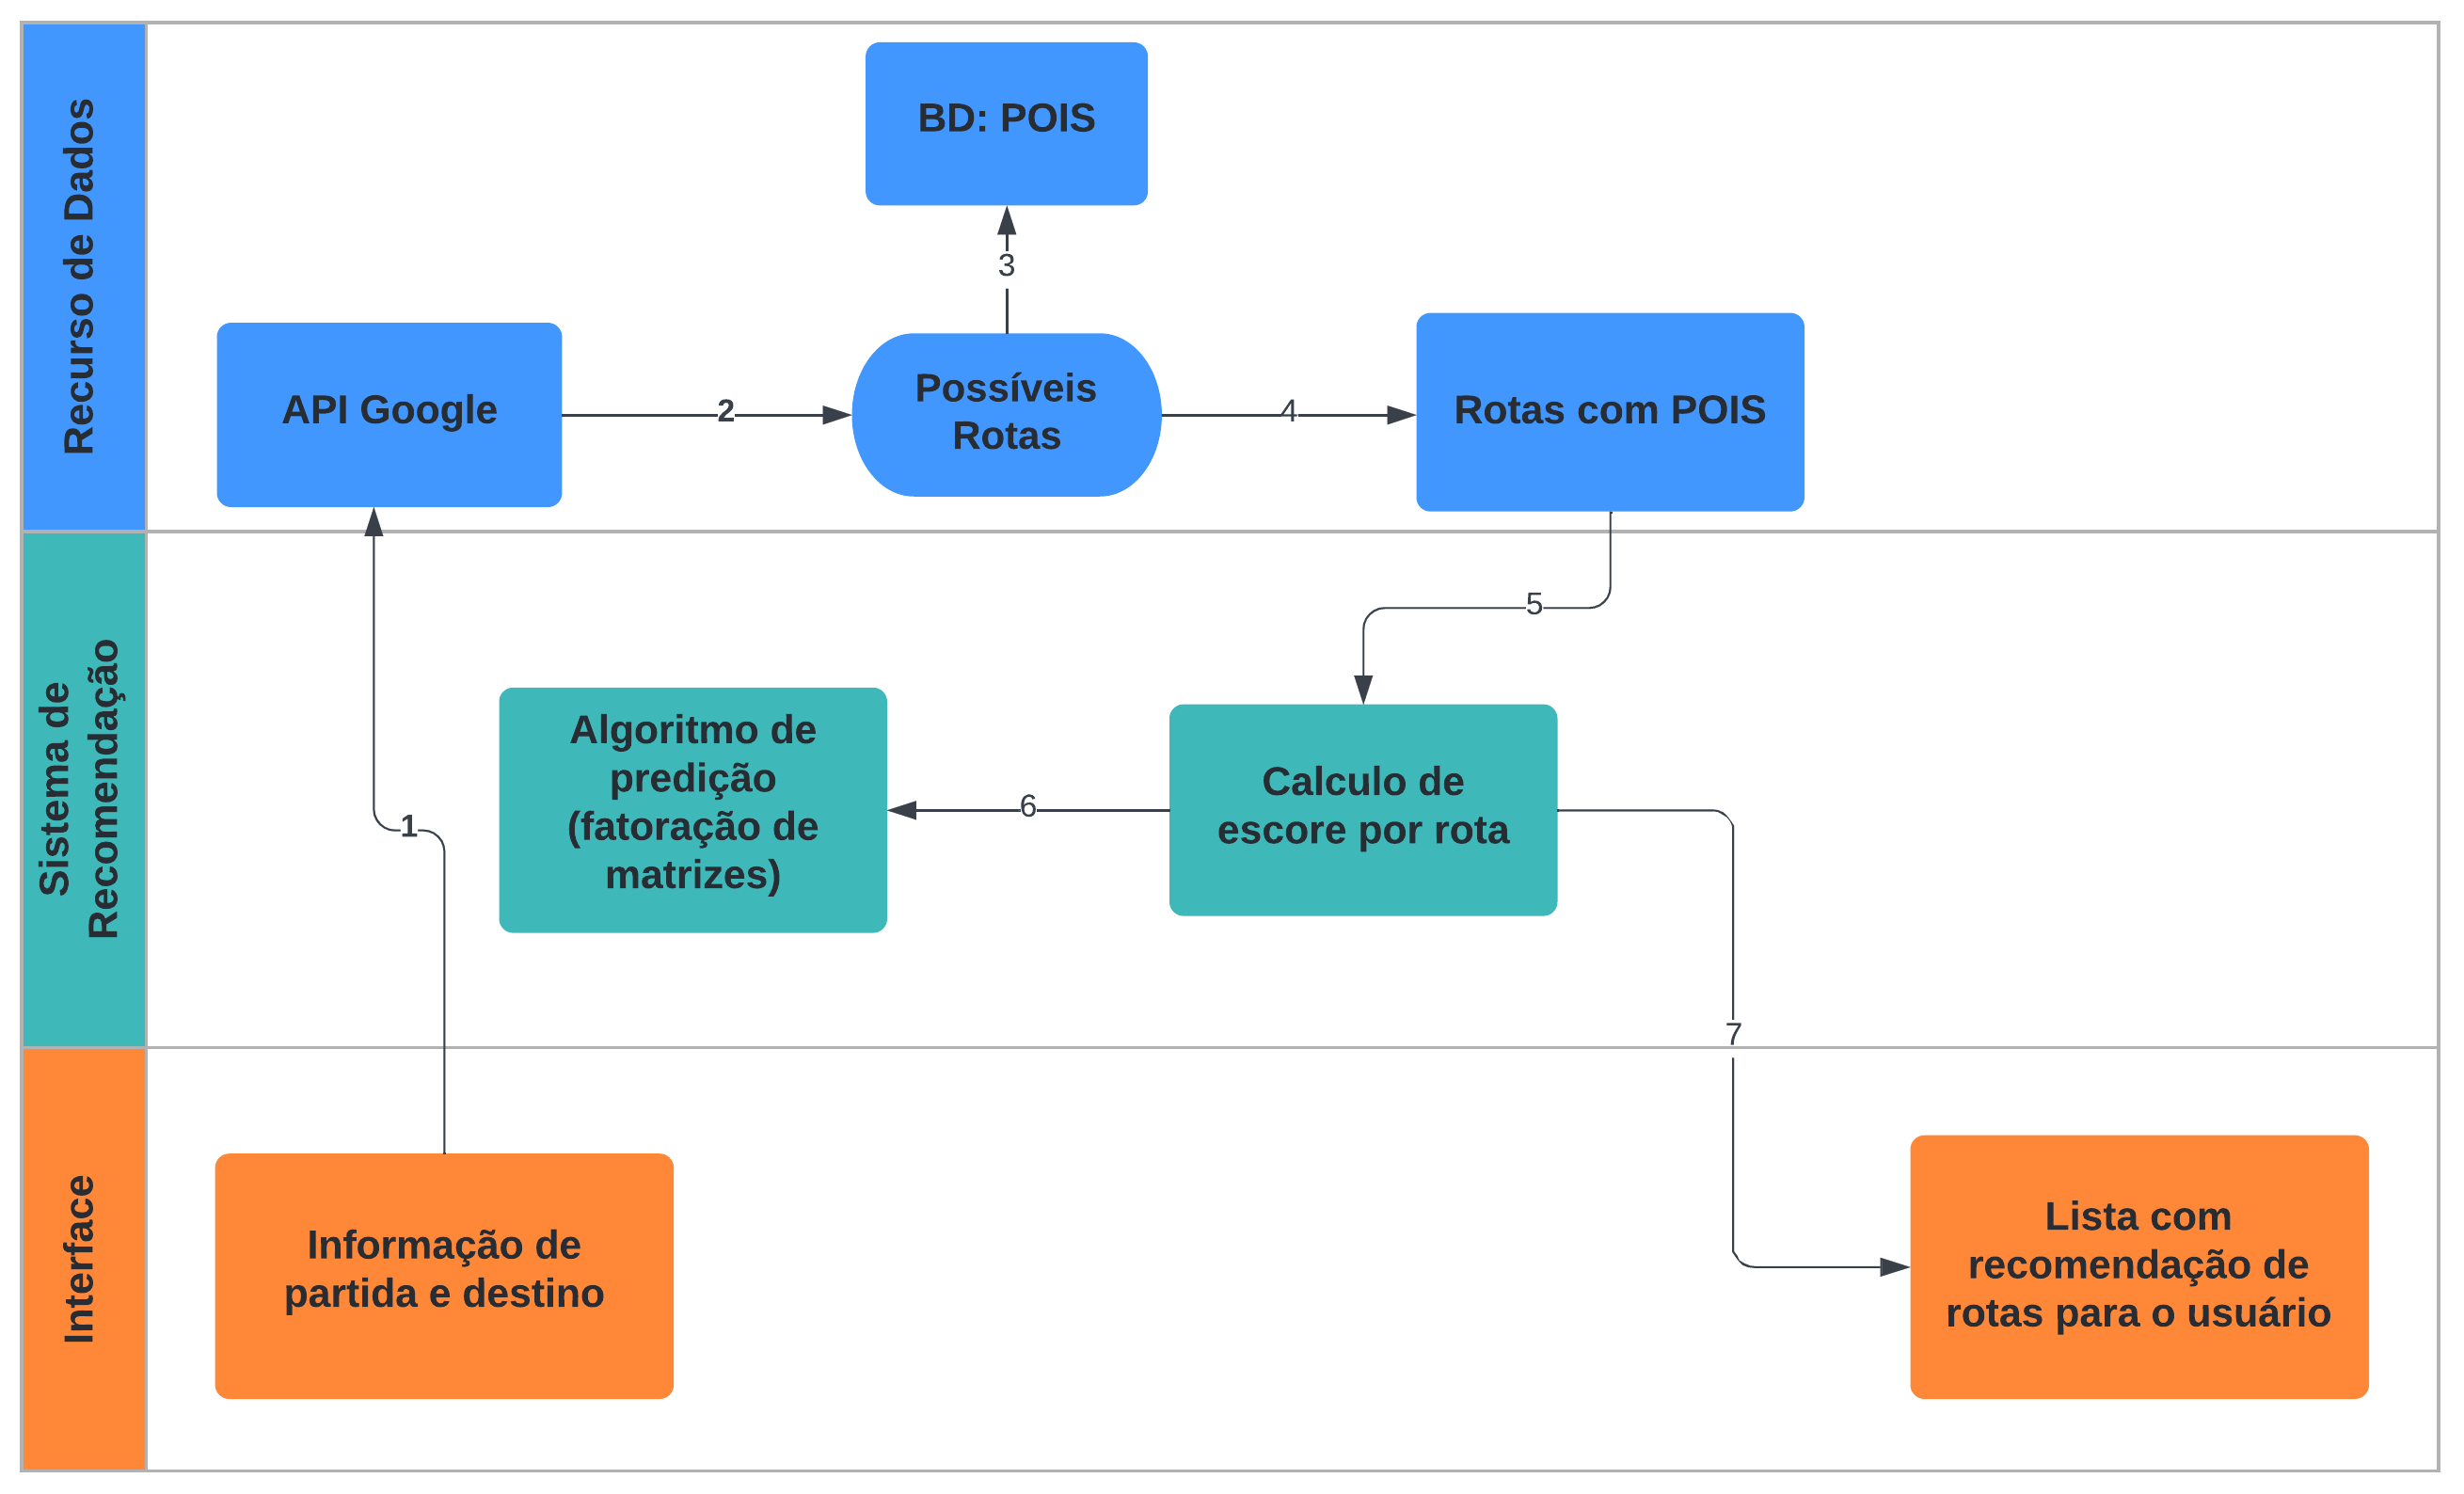 Recurso de Dados
BD: POIS
3
API Google
2
Possíveis
Rotas
4
Rotas com POIS
Sistema de
Recomendação
5
Algoritmo de
predição
(fatoração de
matrizes)
6
Calculo de
escore por rota
1
7
Interface
Informação de
partida e destino
Lista com
recomendação de
rotas para o usuário